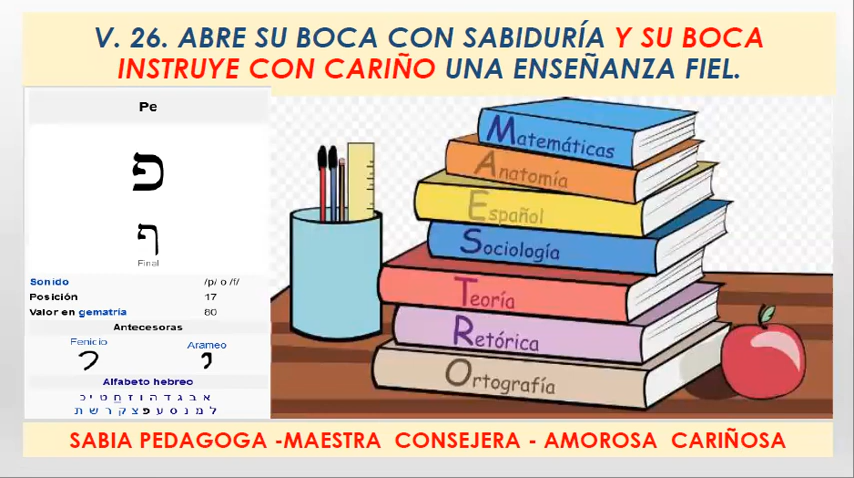 V. 26. ABRE SU BOCA CON SABIDURÍA Y SU BOCA
INSTRUYE CON CARIÑO UNA ENSEÑANZA FIEL.
Pe
פ
ף
Final
Sonido /p/ o /f/
Posición 17
Valor en gematría 80
Antecesoras
Fenicio Arameo
Alfabeto hebreo
א ב ג ד ה ו ז ח ט י כ
ל מ נ ס ע פ צ ק ר ש ת
Matemáticas
Anatomía
Español
Sociología
Teoría
Retórica
Ortografía
SABIA PEDAGOGA -MAESTRA CONSEJERA - AMOROSA CARIÑOSA